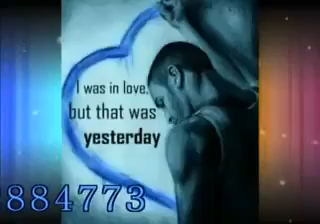 I was in love.
but that was
yesterday
884773